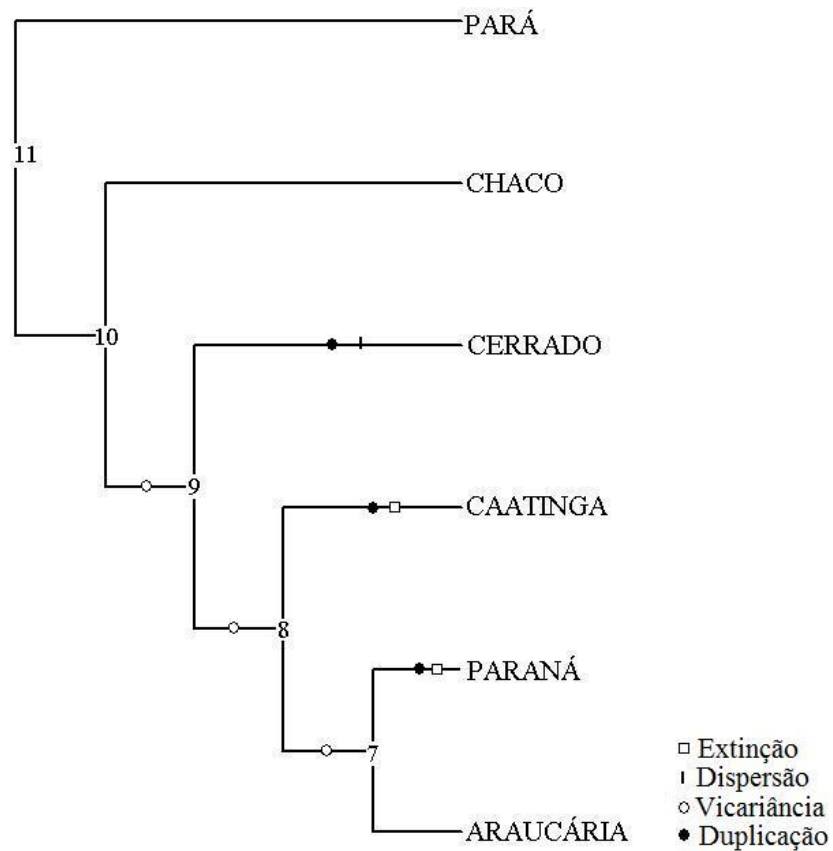 PARÁ
11
CHACO
10
CERRADO
9
CAATINGA
8
PARANÁ
7
ARAUCÁRIA
Extinção
Dispersão
Vicariância
Duplicação